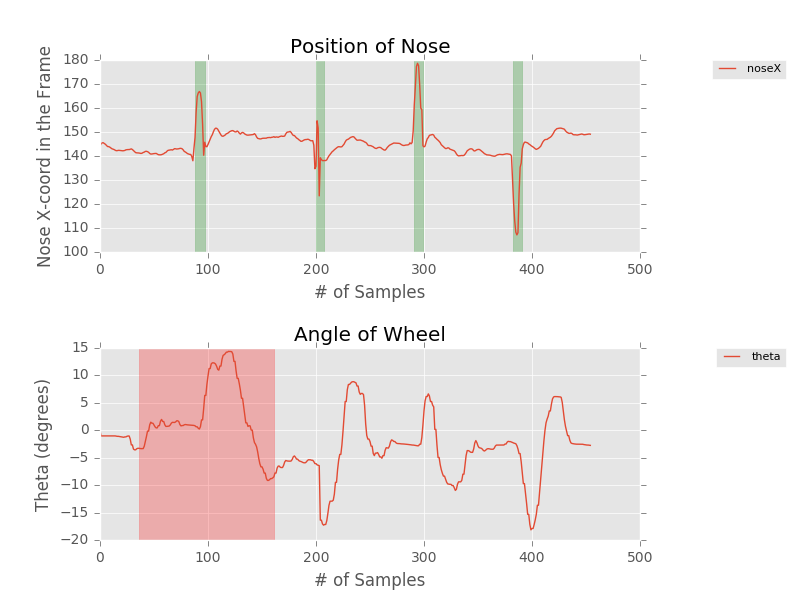 Position of Nose
Nose X-coord in the Frame
180
170
160
150
140
130
120
110
100
0 100 200 300 400 500
# of Samples
noseX
Angle of Wheel
Theta (degrees)
15
10
5
0
−5
−10
−15
−20
0 100 200 300 400 500
# of Samples
theta